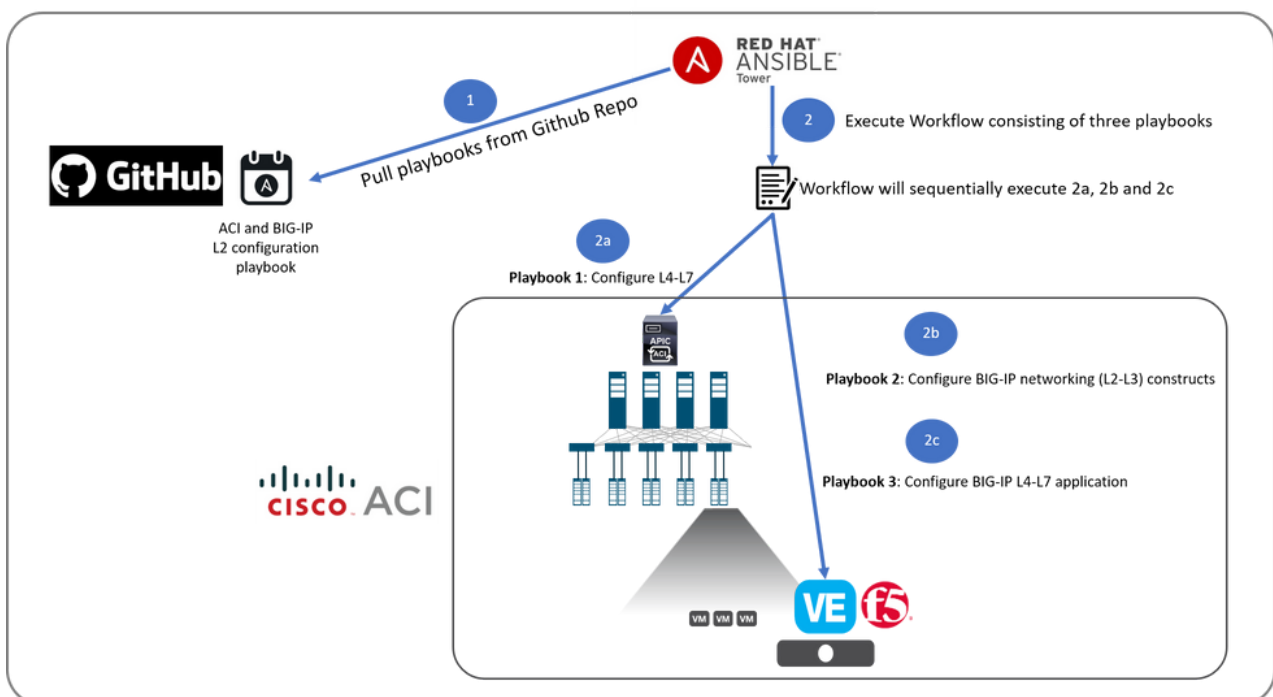 RED HAT
ANSIBLE
Tower
1
Pull playbooks from Github Repo
2
Execute Workflow consisting of three playbooks
GitHub
ACI and BIG-IP
L2 configuration
playbook
Workflow will sequentially execute 2a, 2b and 2c
2a
Playbook 1: Configure L4-L7
APIC
ACI
2b
Playbook 2: Configure BIG-IP networking (L2-L3) constructs
2c
Playbook 3: Configure BIG-IP L4-L7 application
CISCO ACI
VM VM VM
VE
f5